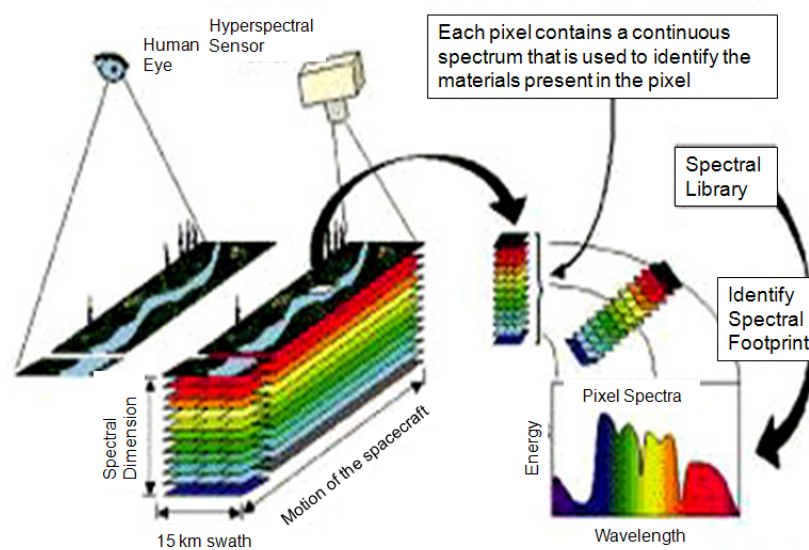 Human
Eye
Hyperspectral
Sensor
Each pixel contains a continuous
spectrum that is used to identify the
materials present in the pixel
Spectral
Library
Identify
Spectral
Footprint
Spectral
Dimension
Motion of the spacecraft
15 km swath
Pixel Spectra
Energy
Wavelength